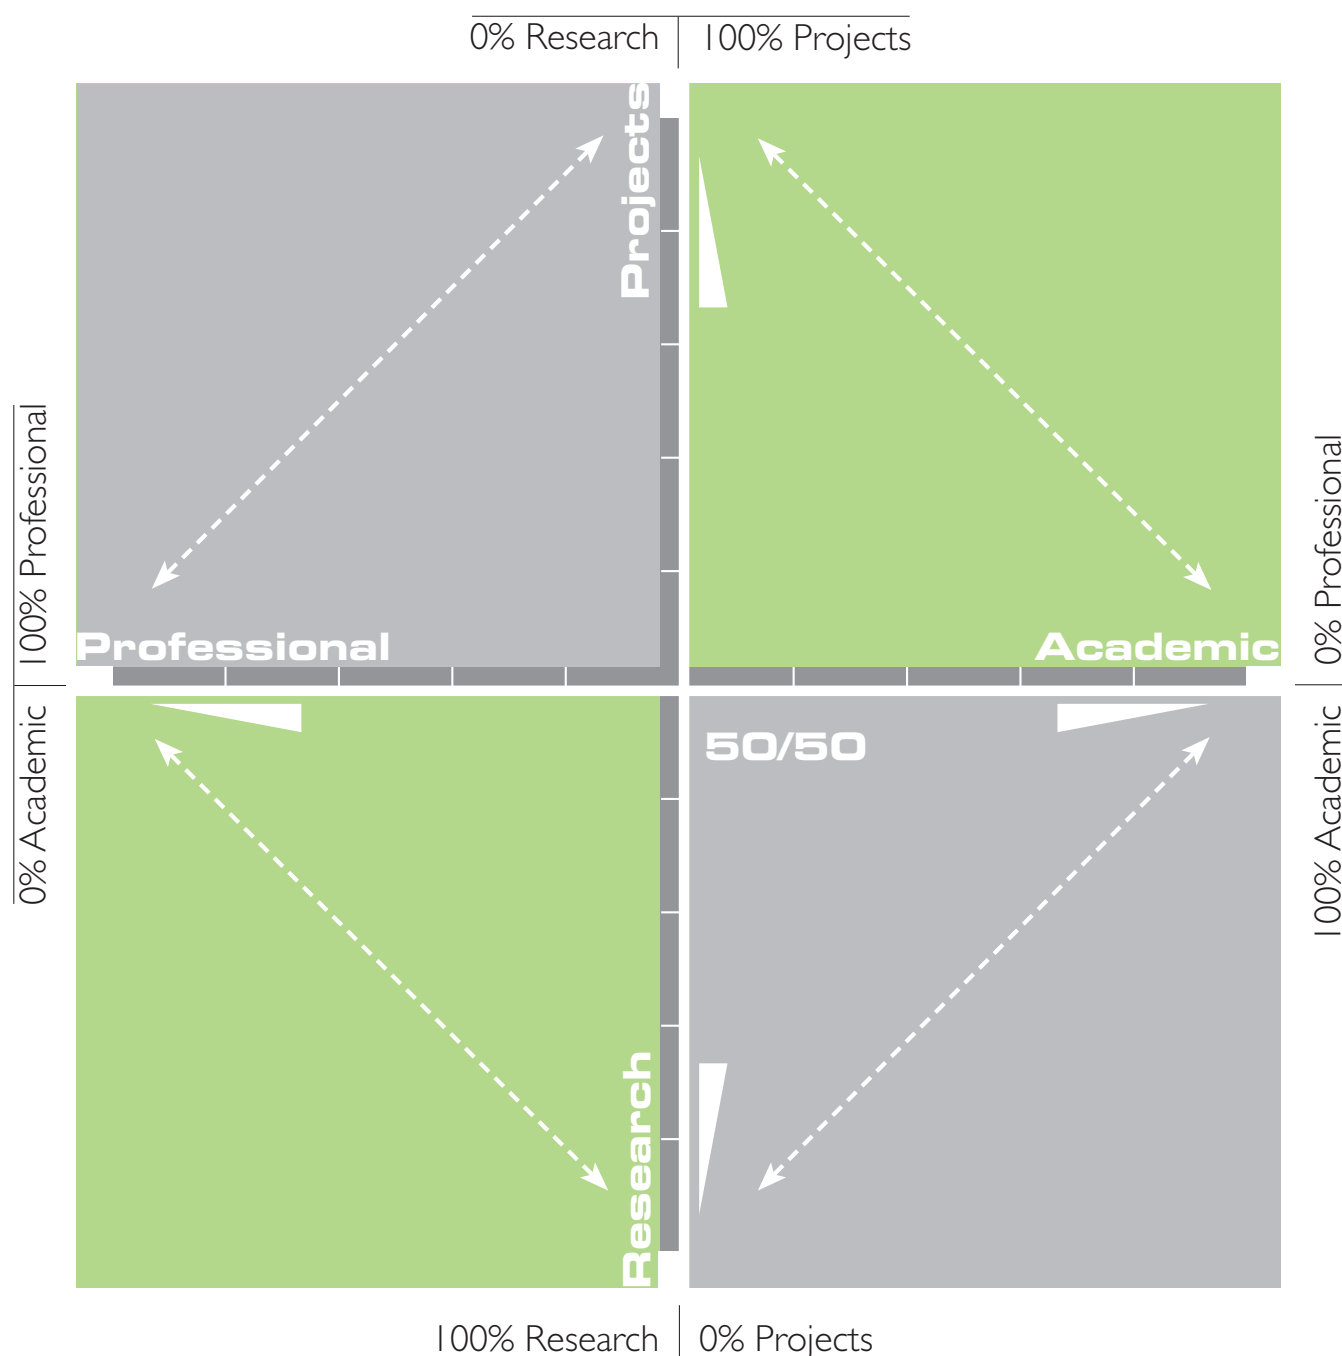 0% Research
100% Projects
Projects
100% Professional
0% Professional
Professional
Academic
0% Academic
50/50
100% Academic
Research
100% Research
0% Projects